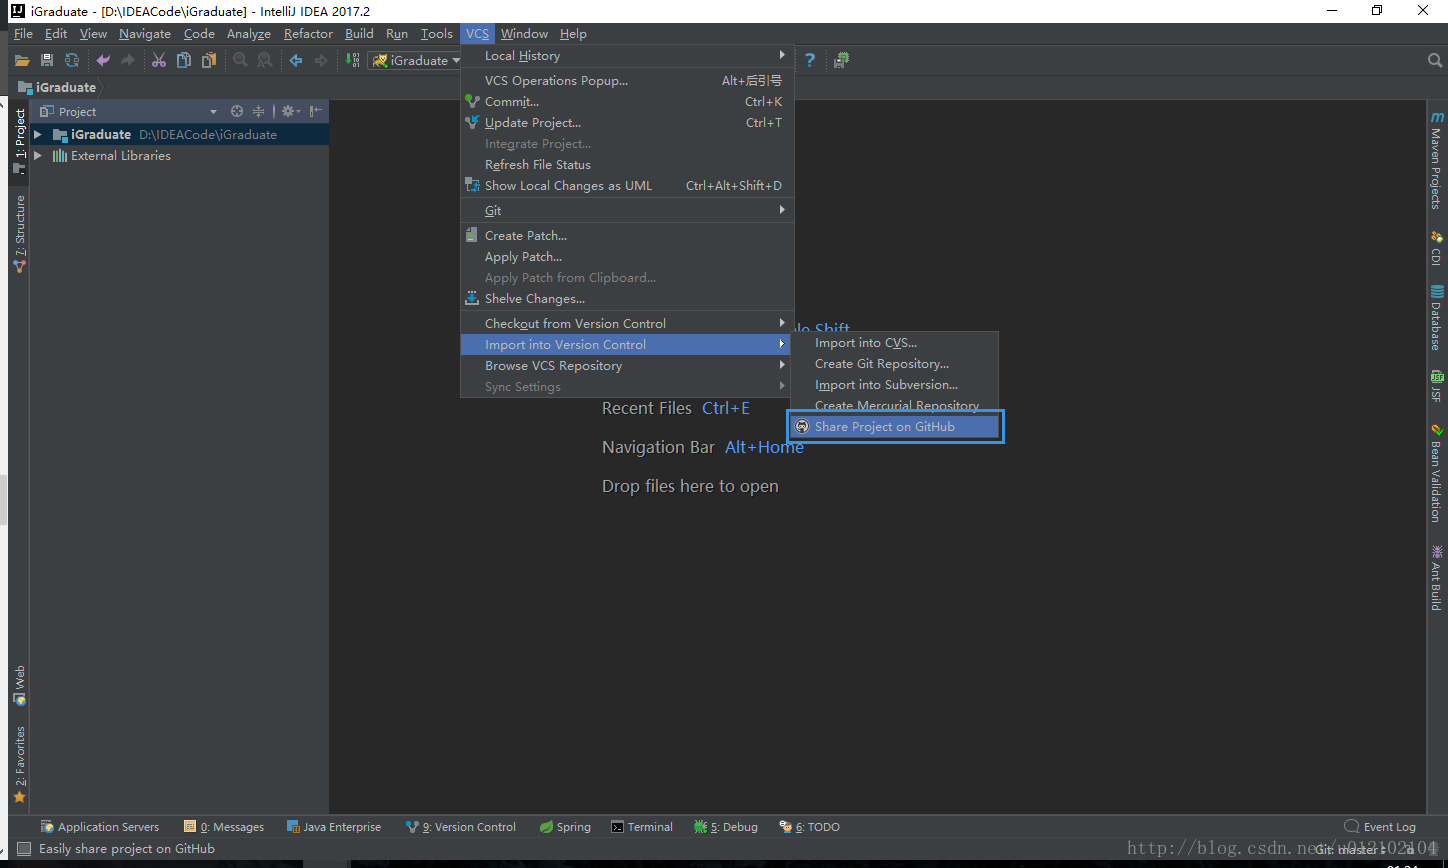 iGraduate - [D:\IDEACode\iGraduate] - IntelliJ IDEA 2017.2
File Edit View Navigate Code Analyze Refactor Build Run Tools VCS Window Help
iGraduate
iGraduate
Project
iGraduate D:\IDEACode\iGraduate
External Libraries
1: Project
7: Structure
Web
2: Favorites
Local History
VCS Operations Popup... Alt+后引号
Commit... Ctrl+K
Update Project... Ctrl+T
Integrate Project...
Refresh File Status
Show Local Changes as UML Ctrl+Alt+Shift+D
Git
Create Patch...
Apply Patch...
Apply Patch from Clipboard...
Shelve Changes...
Checkout from Version Control
Import into Version Control
Browse VCS Repository
Sync Settings
Shift
Import into CVS...
Create Git Repository...
Import into Subversion...
Create Mercurial Repository
Share Project on GitHub
Recent Files Ctrl+E
Navigation Bar Alt+Home
Drop files here to open
Maven Projects
CDI
Database
JSF
Bean Validation
Ant Build
Application Servers 0: Messages Java Enterprise 9: Version Control Spring Terminal 5: Debug 6: TODO Event Log
Easily share project on GitHub
Git: master
http://blog.csdn.net/u012102104